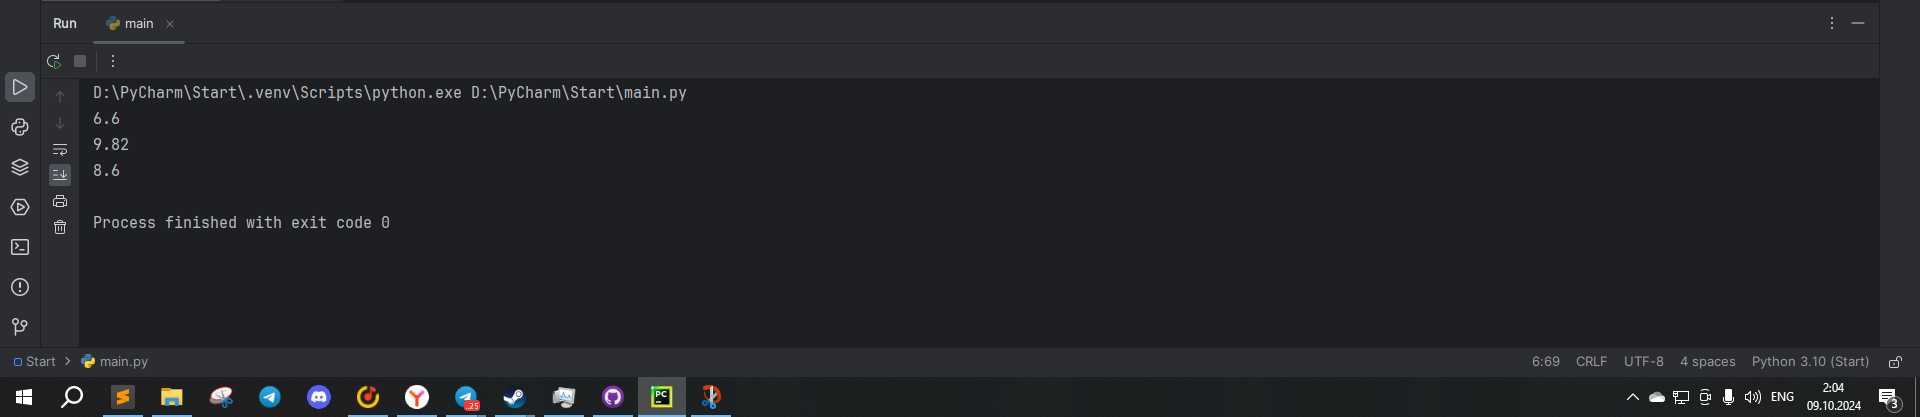 Run main
D:\PyCharm\Start\.venv\Scripts\python.exe D:\PyCharm\Start\main.py
6.6
9.82
8.6
Process finished with exit code 0
Start main.py 6:69 CRLF UTF-8 4 spaces Python 3.10 (Start)
Y 25 PC ENG 2:04
09.10.2024 3